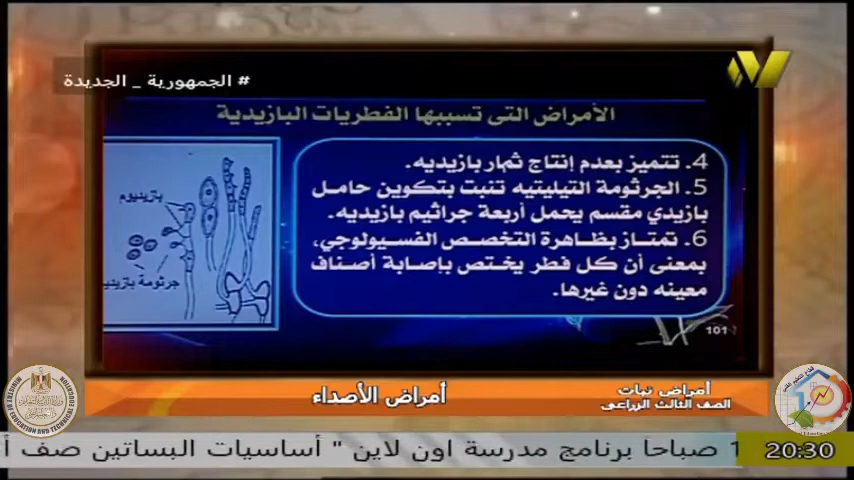 # الجمهورية _ الجديدة
الأمراض التى تسببها الفطريات البازيدية
4. تتميز بعدم إنتاج ثمار بازيديه.
5. الجرثومة التيليتيه تنبت بتكوين حامل
بازيدي مقسم يحمل أربعة جراثيم بازيديه.
6. تمتاز بظاهرة التخصص الفسيولوجي،
بمعنى أن كل فطر يختص بإصابة أصناف
معينه دون غيرها.
بازيديوم
جرثومة
101
أمراض نبات
الصف الثالث الزراعى
أمراض الأصداء
صباحا برنامج مدرسة اون لاين " أساسيات البساتين صف
20:30